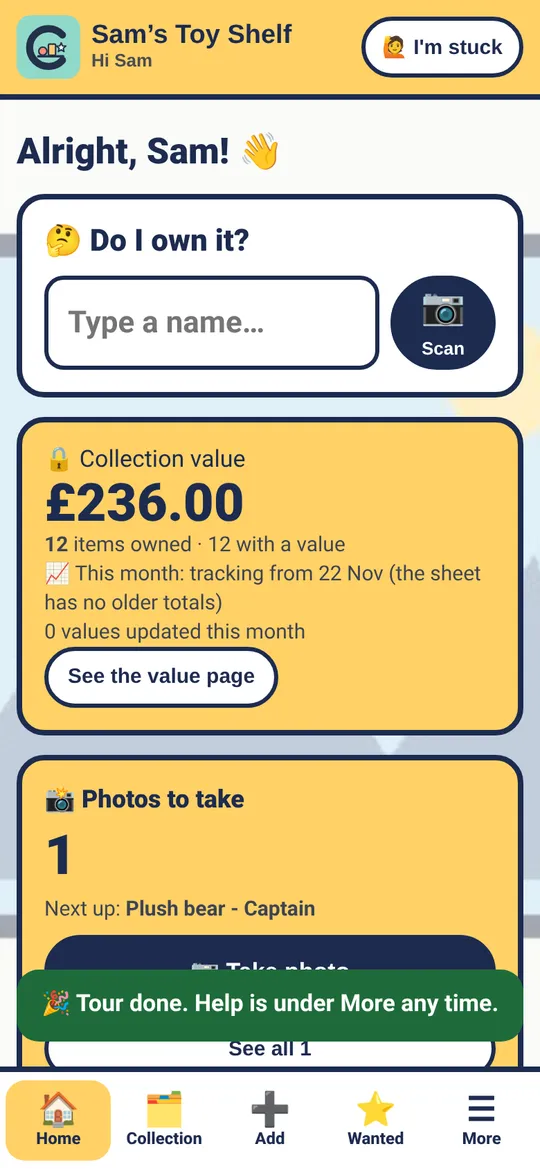 Sam's Toy Shelf
Hi Sam
🙋 I'm stuck
Alright, Sam! 👋
🤔 Do I own it?
Type a name…
📷
Scan
🔒 Collection value
£236.00
12 items owned · 12 with a value
📈 This month: tracking from 22 Nov (the sheet
has no older totals)
0 values updated this month
See the value page
📸 Photos to take
1
Next up: Plush bear - Captain
📷 Take photo
🎉 Tour done. Help is under More any time.
See all 1
Home
Collection
Add
Wanted
More